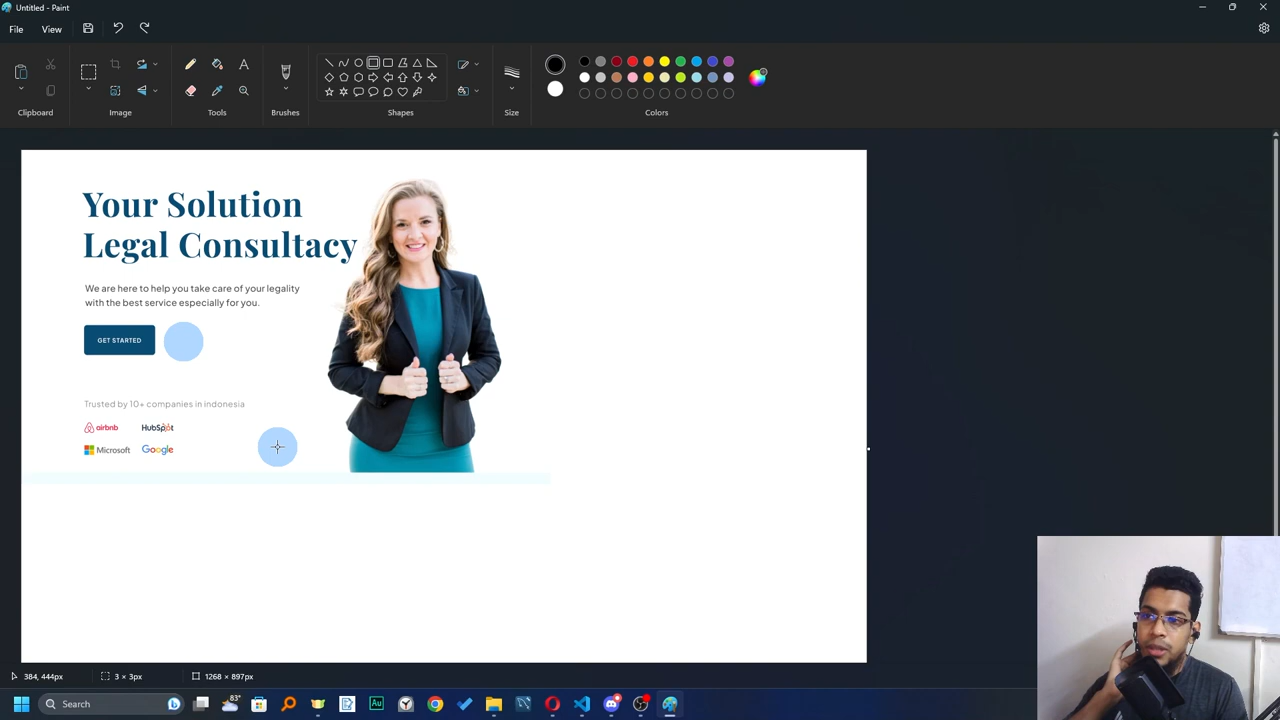 Untitled - Paint
File
View
Clipboard
Image
Tools
Brushes
Shapes
Size
Colors
Your Solution
Legal Consultacy
We are here to help you take care of your legality
with the best service especially for you.
GET STARTED
Trusted by 10+ companies in indonesia
airbnb
HubSpot
Microsoft
Google
384, 444px
3 × 3px
1268 × 897px
Search
83°
Au